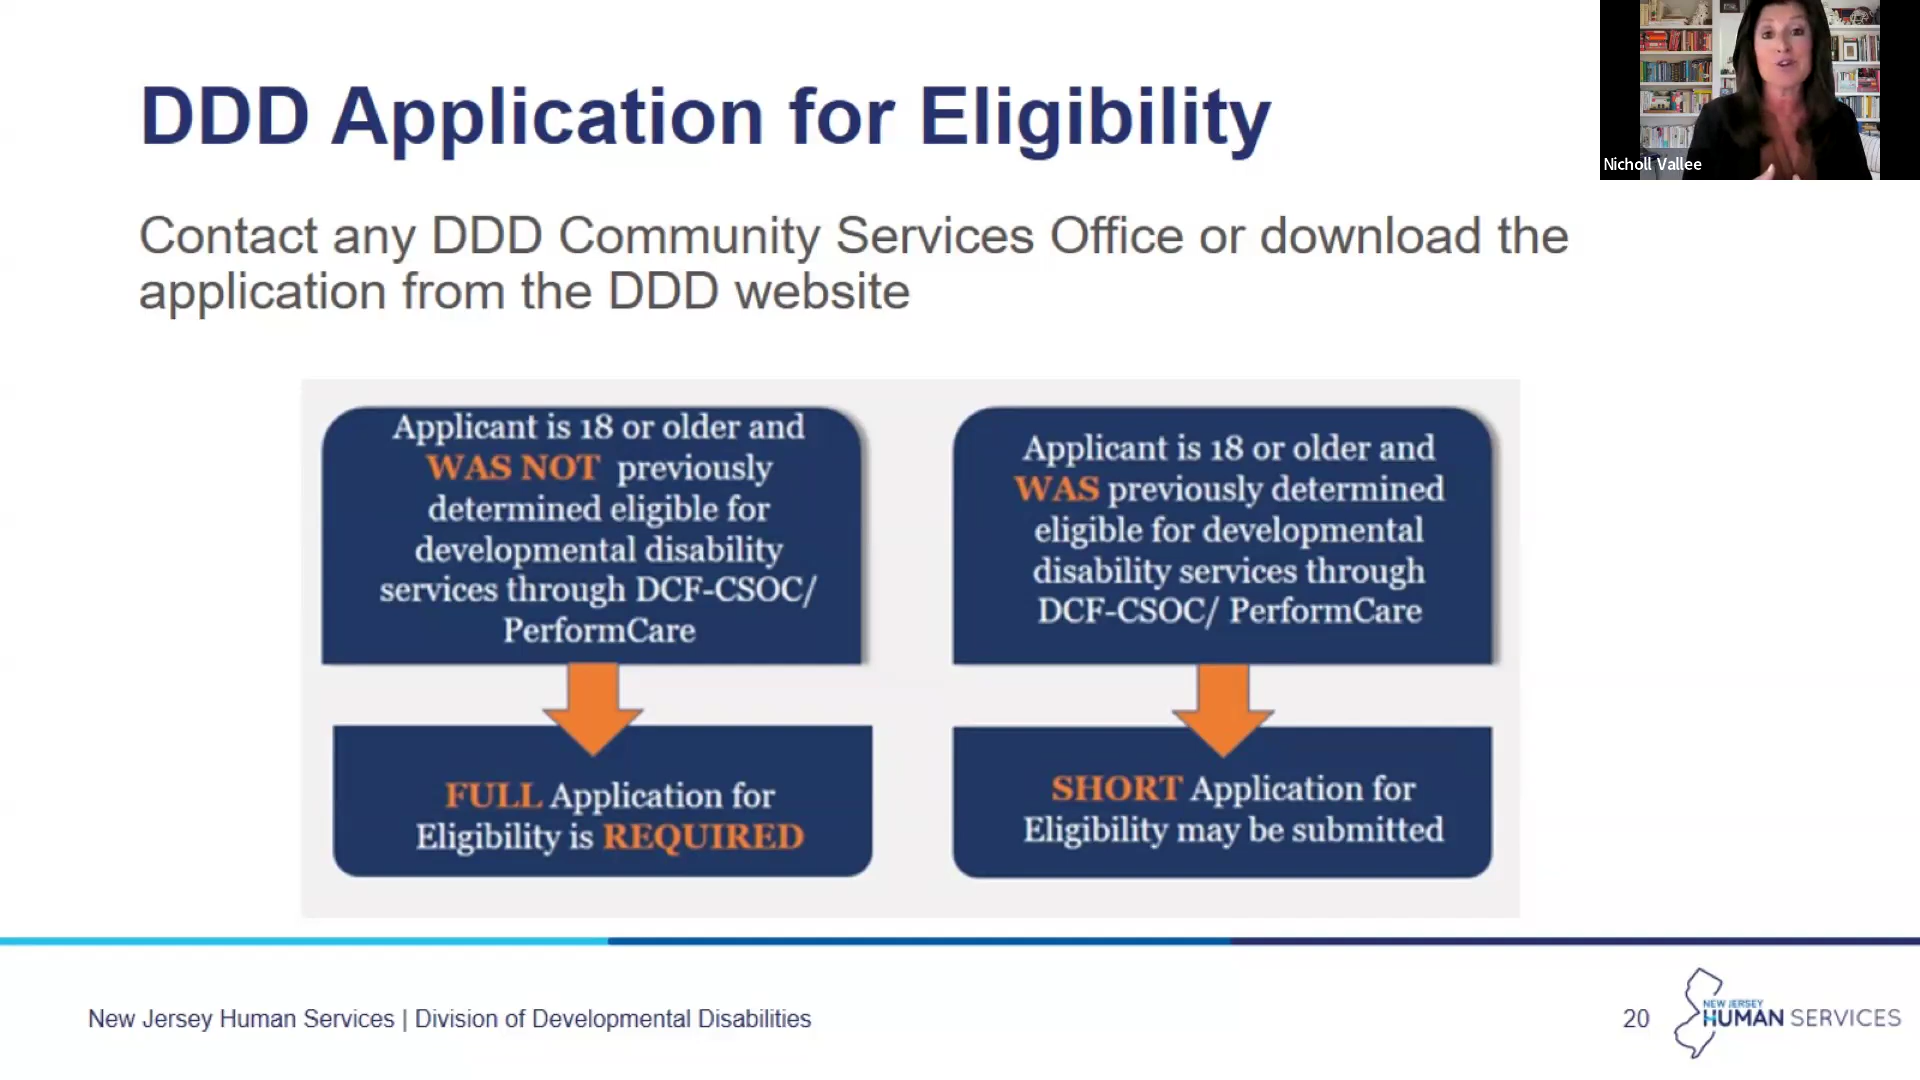 DDD Application for Eligibility
Nicholl Vallee
Contact any DDD Community Services Office or download the
application from the DDD website
Applicant is 18 or older and
WAS NOT previously
determined eligible for
developmental disability
services through DCF-CSOC/
PerformCare
FULL Application for
Eligibility is REQUIRED
Applicant is 18 or older and
WAS previously determined
eligible for developmental
disability services through
DCF-CSOC/ PerformCare
SHORT Application for
Eligibility may be submitted
New Jersey Human Services | Division of Developmental Disabilities
20
NEW JERSEY
HUMAN SERVICES